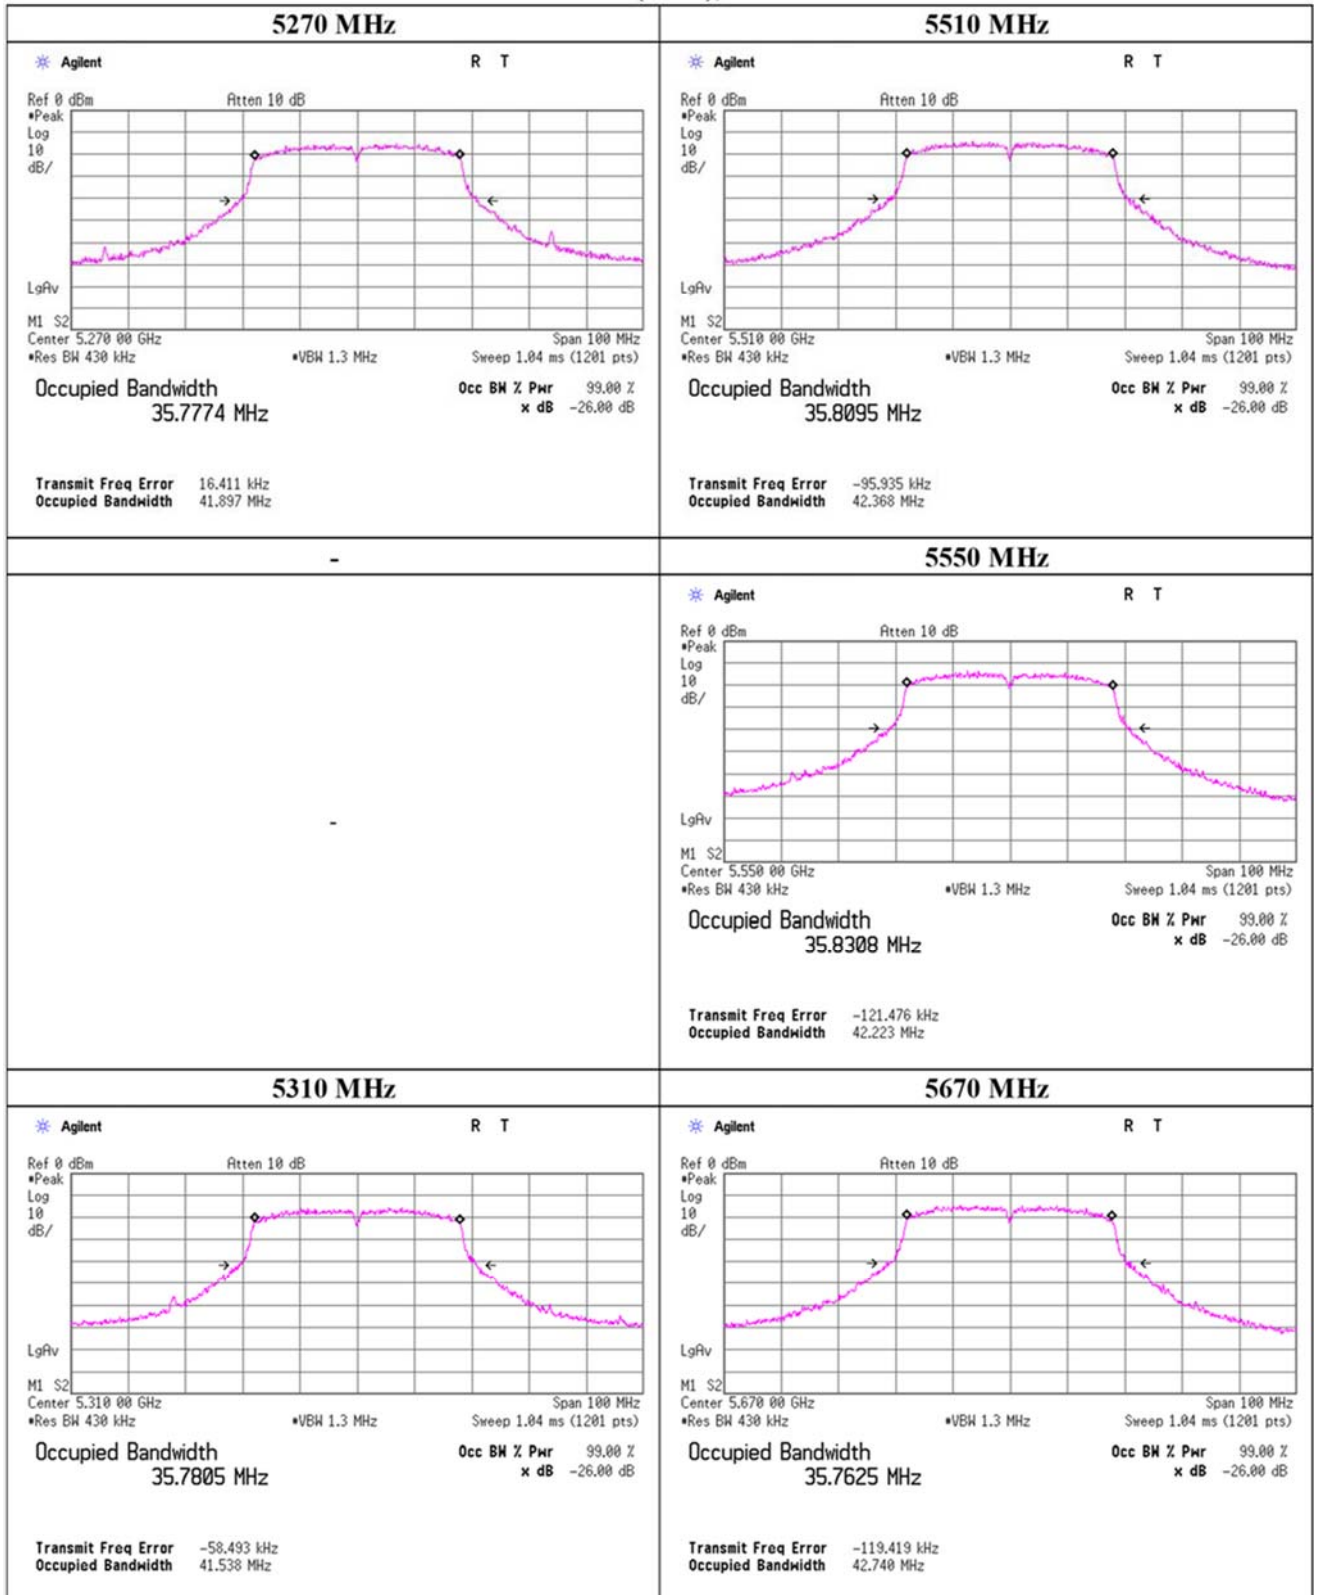 5270 MHz
Agilent R T
Ref 0 dBm Atten 10 dB
*Peak
Log
10
dB/
LgAv
M1 S2
Center 5.270 00 GHz Span 100 MHz
*Res BW 430 kHz *VBW 1.3 MHz Sweep 1.04 ms (1201 pts)
Occupied Bandwidth Occ BW % Pwr 99.00 %
35.7774 MHz x dB -26.00 dB
Transmit Freq Error 16.411 kHz
Occupied Bandwidth 41.897 MHz
5510 MHz
Agilent R T
Ref 0 dBm Atten 10 dB
*Peak
Log
10
dB/
LgAv
M1 S2
Center 5.510 00 GHz Span 100 MHz
*Res BW 430 kHz *VBW 1.3 MHz Sweep 1.04 ms (1201 pts)
Occupied Bandwidth Occ BW % Pwr 99.00 %
35.8095 MHz x dB -26.00 dB
Transmit Freq Error -95.935 kHz
Occupied Bandwidth 42.368 MHz
-
-
5550 MHz
Agilent R T
Ref 0 dBm Atten 10 dB
*Peak
Log
10
dB/
LgAv
M1 S2
Center 5.550 00 GHz Span 100 MHz
*Res BW 430 kHz *VBW 1.3 MHz Sweep 1.04 ms (1201 pts)
Occupied Bandwidth Occ BW % Pwr 99.00 %
35.8308 MHz x dB -26.00 dB
Transmit Freq Error -121.476 kHz
Occupied Bandwidth 42.223 MHz
5310 MHz
Agilent R T
Ref 0 dBm Atten 10 dB
*Peak
Log
10
dB/
LgAv
M1 S2
Center 5.310 00 GHz Span 100 MHz
*Res BW 430 kHz *VBW 1.3 MHz Sweep 1.04 ms (1201 pts)
Occupied Bandwidth Occ BW % Pwr 99.00 %
35.7805 MHz x dB -26.00 dB
Transmit Freq Error -58.493 kHz
Occupied Bandwidth 41.538 MHz
5670 MHz
Agilent R T
Ref 0 dBm Atten 10 dB
*Peak
Log
10
dB/
LgAv
M1 S2
Center 5.670 00 GHz Span 100 MHz
*Res BW 430 kHz *VBW 1.3 MHz Sweep 1.04 ms (1201 pts)
Occupied Bandwidth Occ BW % Pwr 99.00 %
35.7625 MHz x dB -26.00 dB
Transmit Freq Error -119.419 kHz
Occupied Bandwidth 42.740 MHz